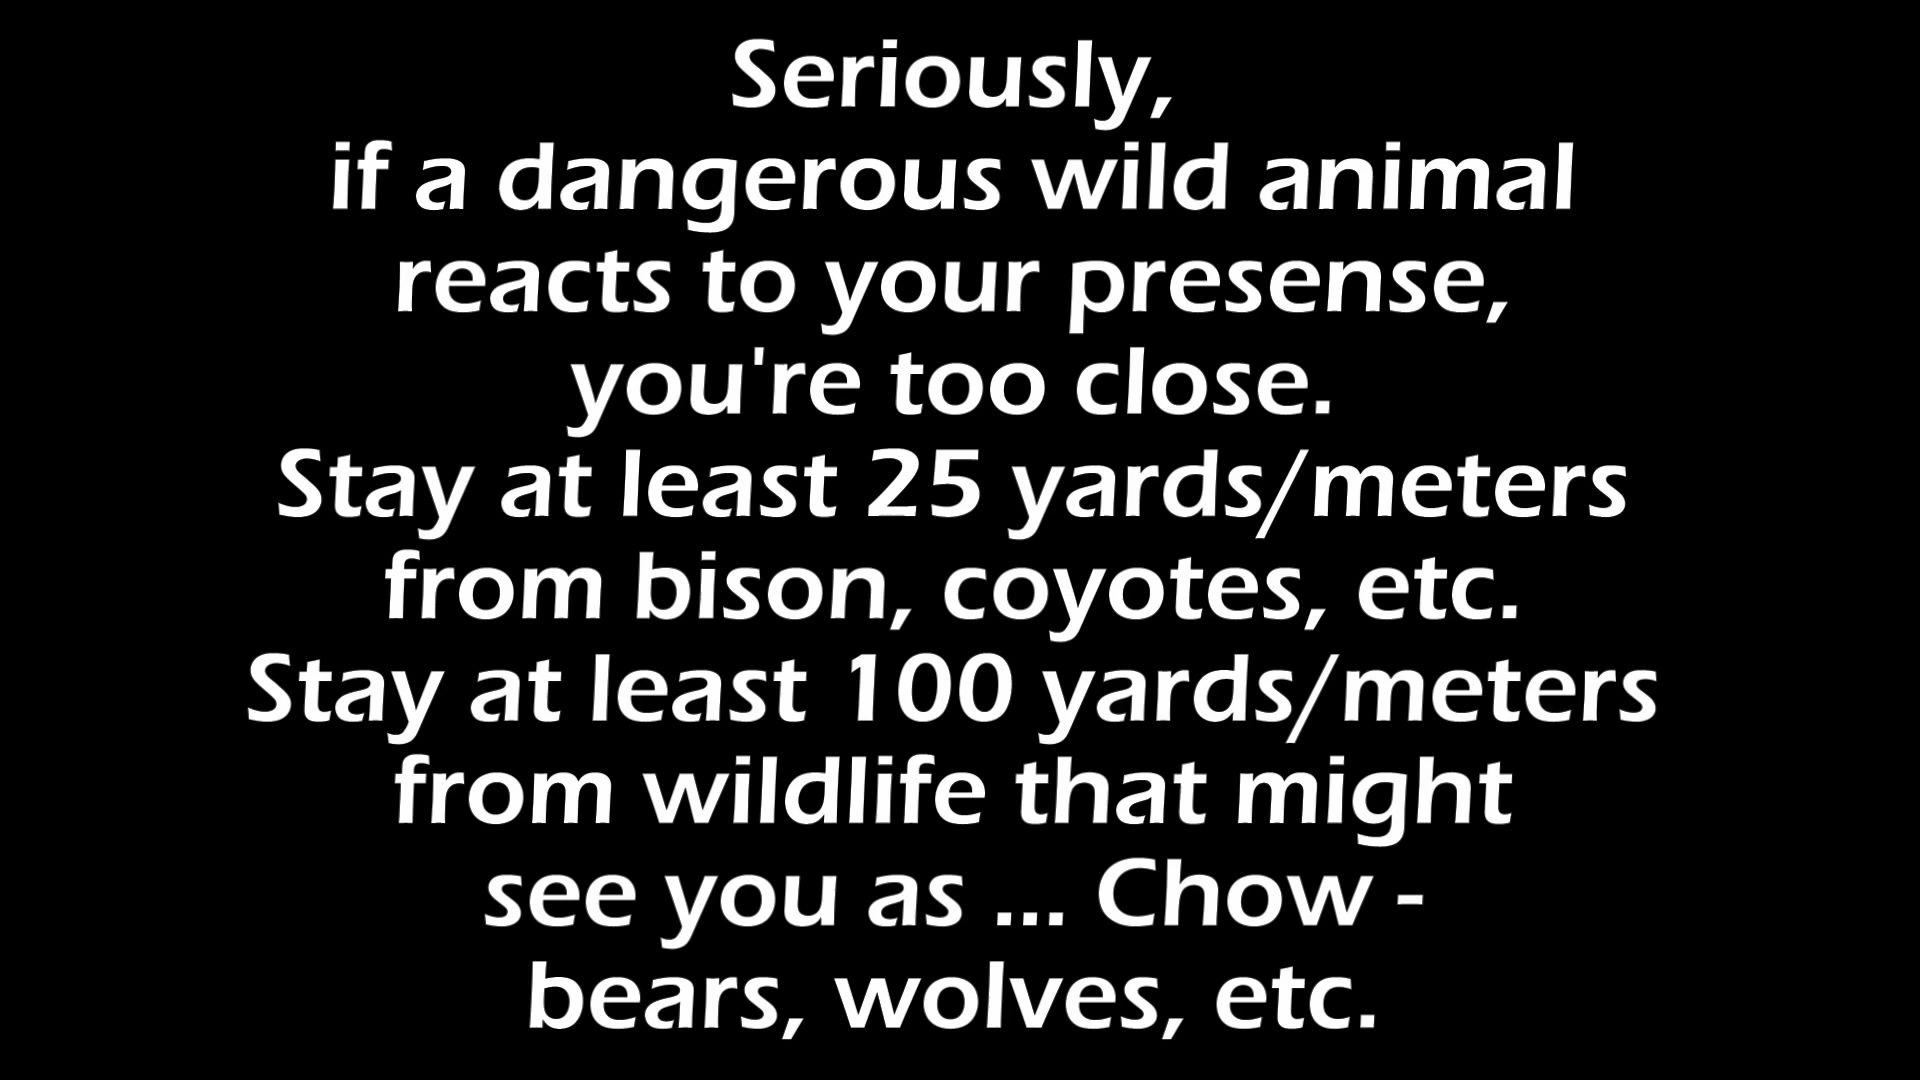 Seriously,
if a dangerous wild animal
reacts to your presense,
you're too close.
Stay at least 25 yards/meters
from bison, coyotes, etc.
Stay at least 100 yards/meters
from wildlife that might
see you as ... Chow -
bears, wolves, etc.